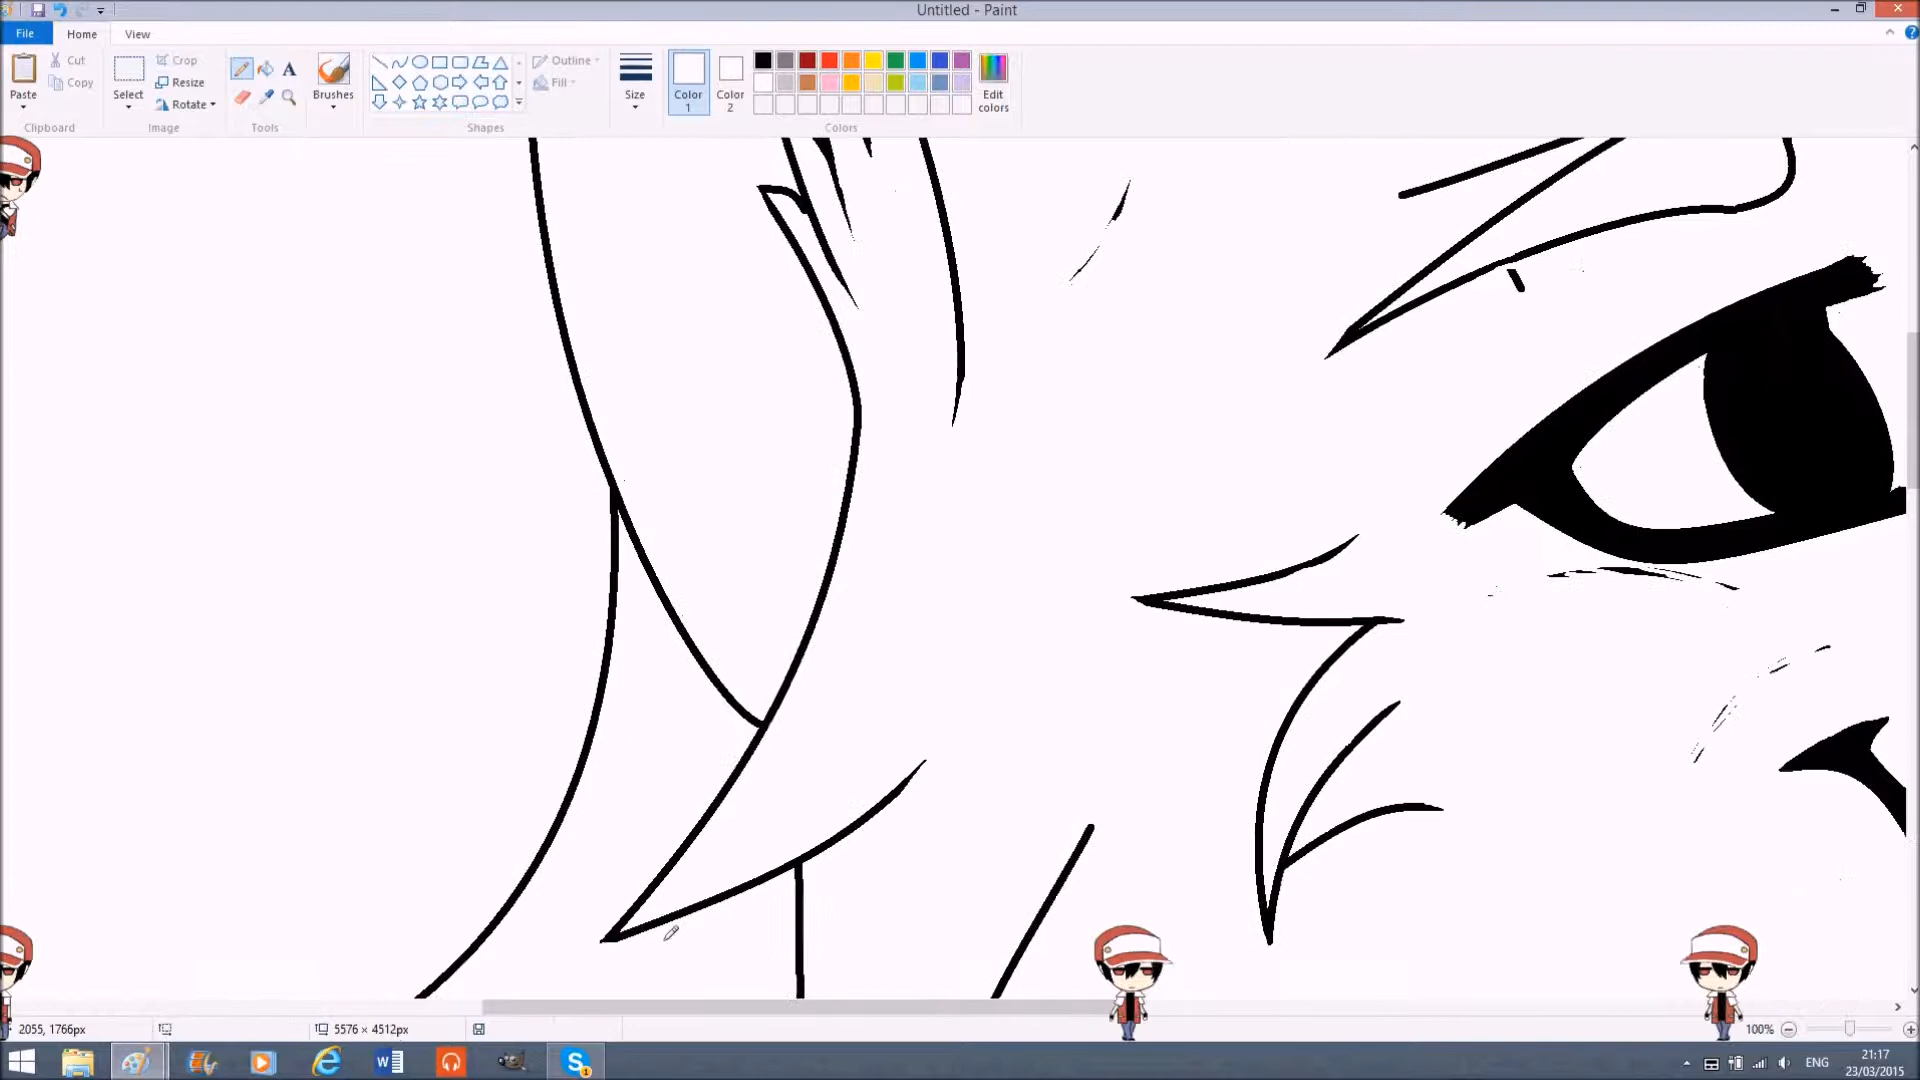 Untitled - Paint
File Home View
Paste
Cut
Copy
Clipboard
Select
Crop
Resize
Rotate
Image
A
Tools
Brushes
Shapes
Outline
Fill
Size
Color 1
Color 2
Edit colors
Colors
2055, 1766px
5576 × 4512px
100%
ENG
21:17
23/03/2015